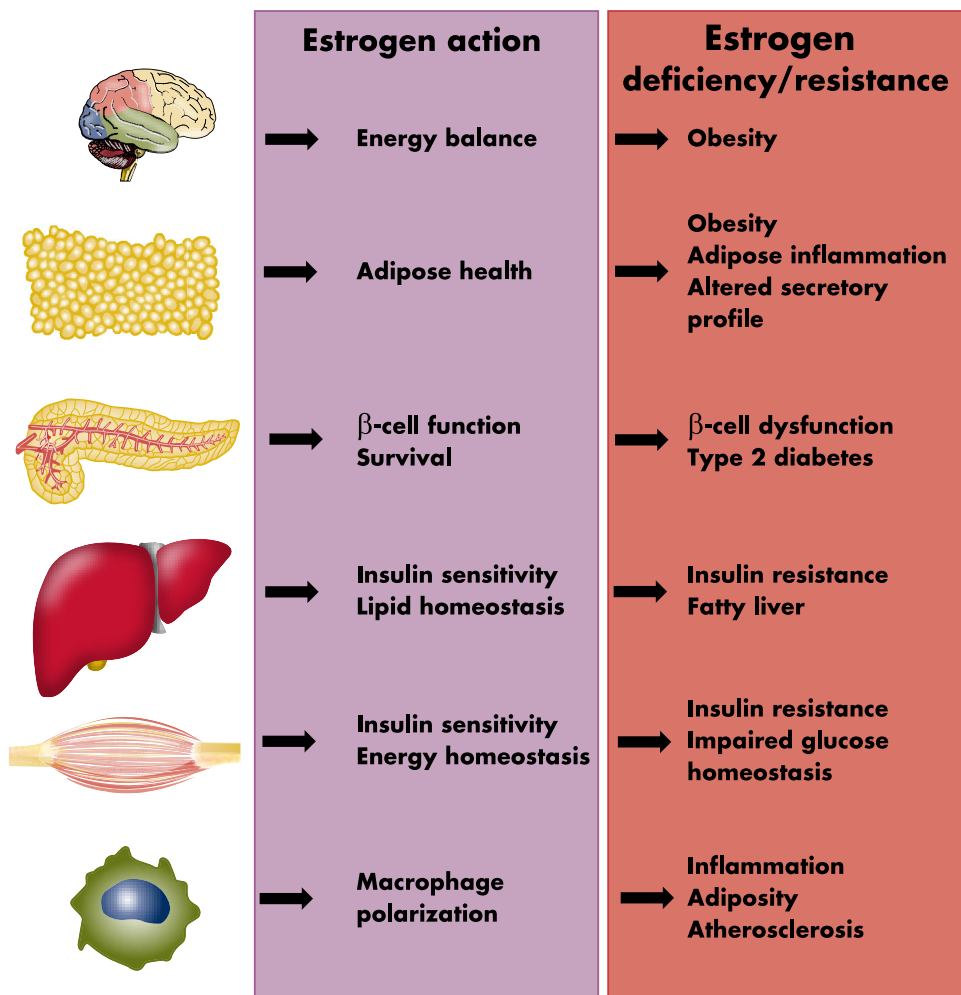 Estrogen action
Estrogen
deficiency/resistance
Energy balance
Obesity
Adipose health
Obesity
Adipose inflammation
Altered secretory
profile
β-cell function
Survival
β-cell dysfunction
Type 2 diabetes
Insulin sensitivity
Lipid homeostasis
Insulin resistance
Fatty liver
Insulin sensitivity
Energy homeostasis
Insulin resistance
Impaired glucose
homeostasis
Macrophage
polarization
Inflammation
Adiposity
Atherosclerosis